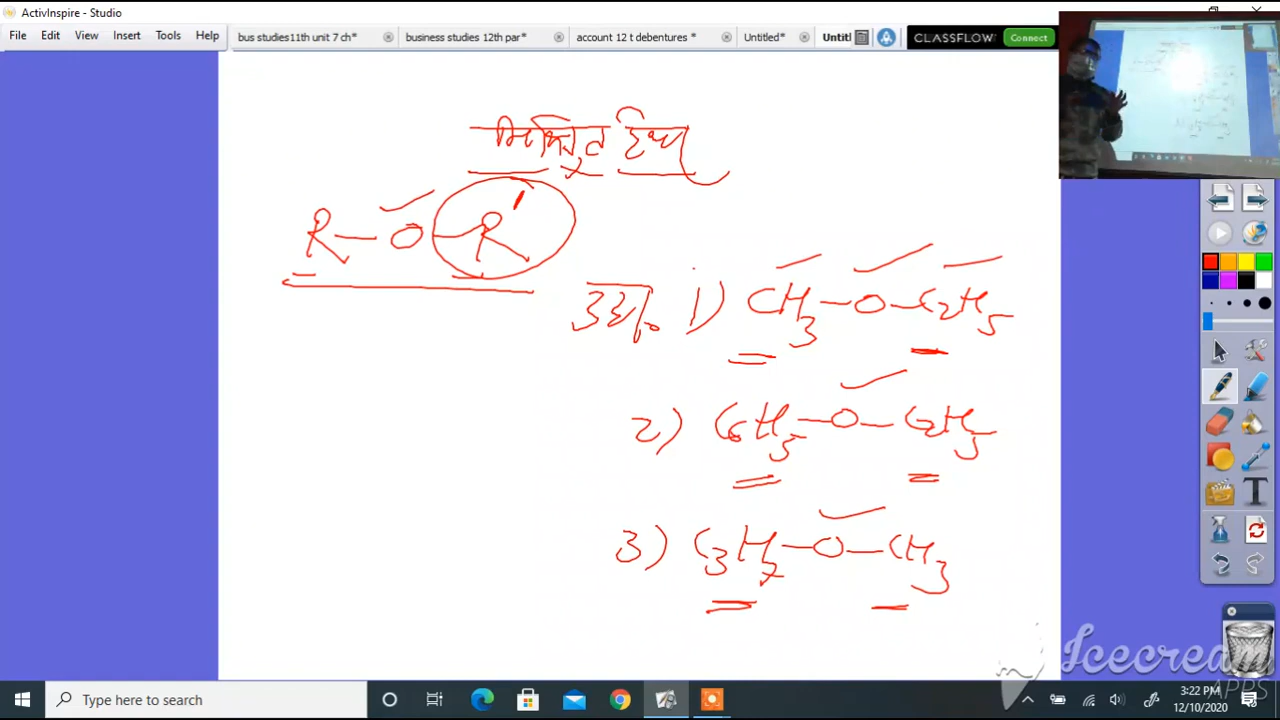 ActivInspire - Studio
File Edit View Insert Tools Help
bus studies11th unit 7 ch* business studies 12th par* account 12 t debentures * Untitled* Untitl CLASSFLOW Connect
मिश्रित ईथर
R-O-R'
उदा. 1) CH3-O-C2H5
2) C6H5-O-C2H5
3) C3H7-O-CH3
Icecream
APPS
Type here to search
3:22 PM
12/10/2020